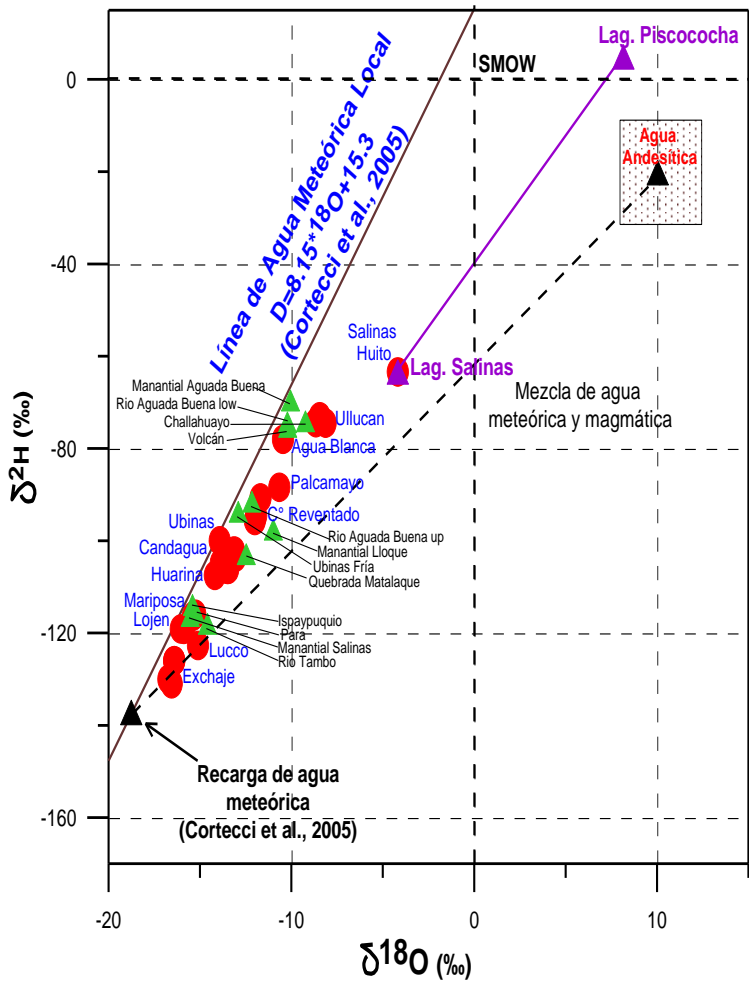 Lag. Piscococha
SMOW
Agua
Andesítica
Línea de Agua Meteórica Local
D=8.15*18O+15.3
(Cortecci et al., 2005)
Salinas
Huito
Lag. Salinas
Mezcla de agua
meteórica y magmática
Manantial Aguada Buena
Rio Aguada Buena low
Challahuayo
Volcán
Ullucan
Agua Blanca
Palcamayo
Cº Reventado
Ubinas
Candagua
Huarina
Rio Aguada Buena up
Manantial Lloque
Ubinas Fría
Quebrada Matalaque
Mariposa
Lojen
Ispaypuquio
Para
Manantial Salinas
Rio Tambo
Lucco
Exchaje
Recarga de agua
meteórica
(Cortecci et al., 2005)
0
-40
-80
-120
-160
δ²H (‰)
-20
-10
0
10
δ¹⁸O (‰)